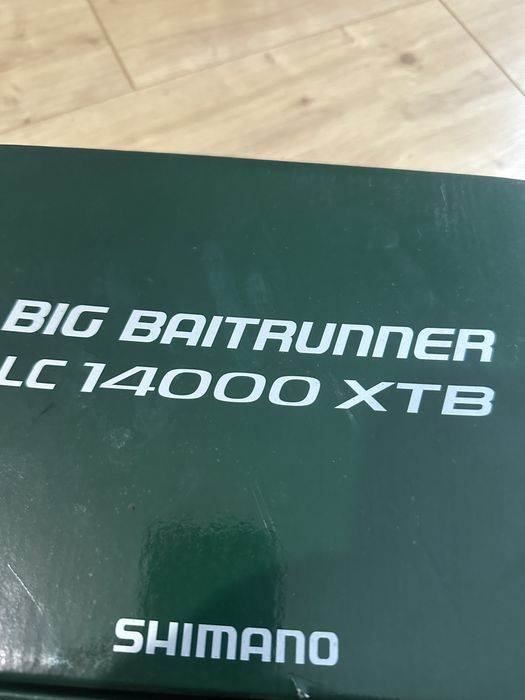 BIG BAITRUNNER
LC 14000 XTB
SHIMANO